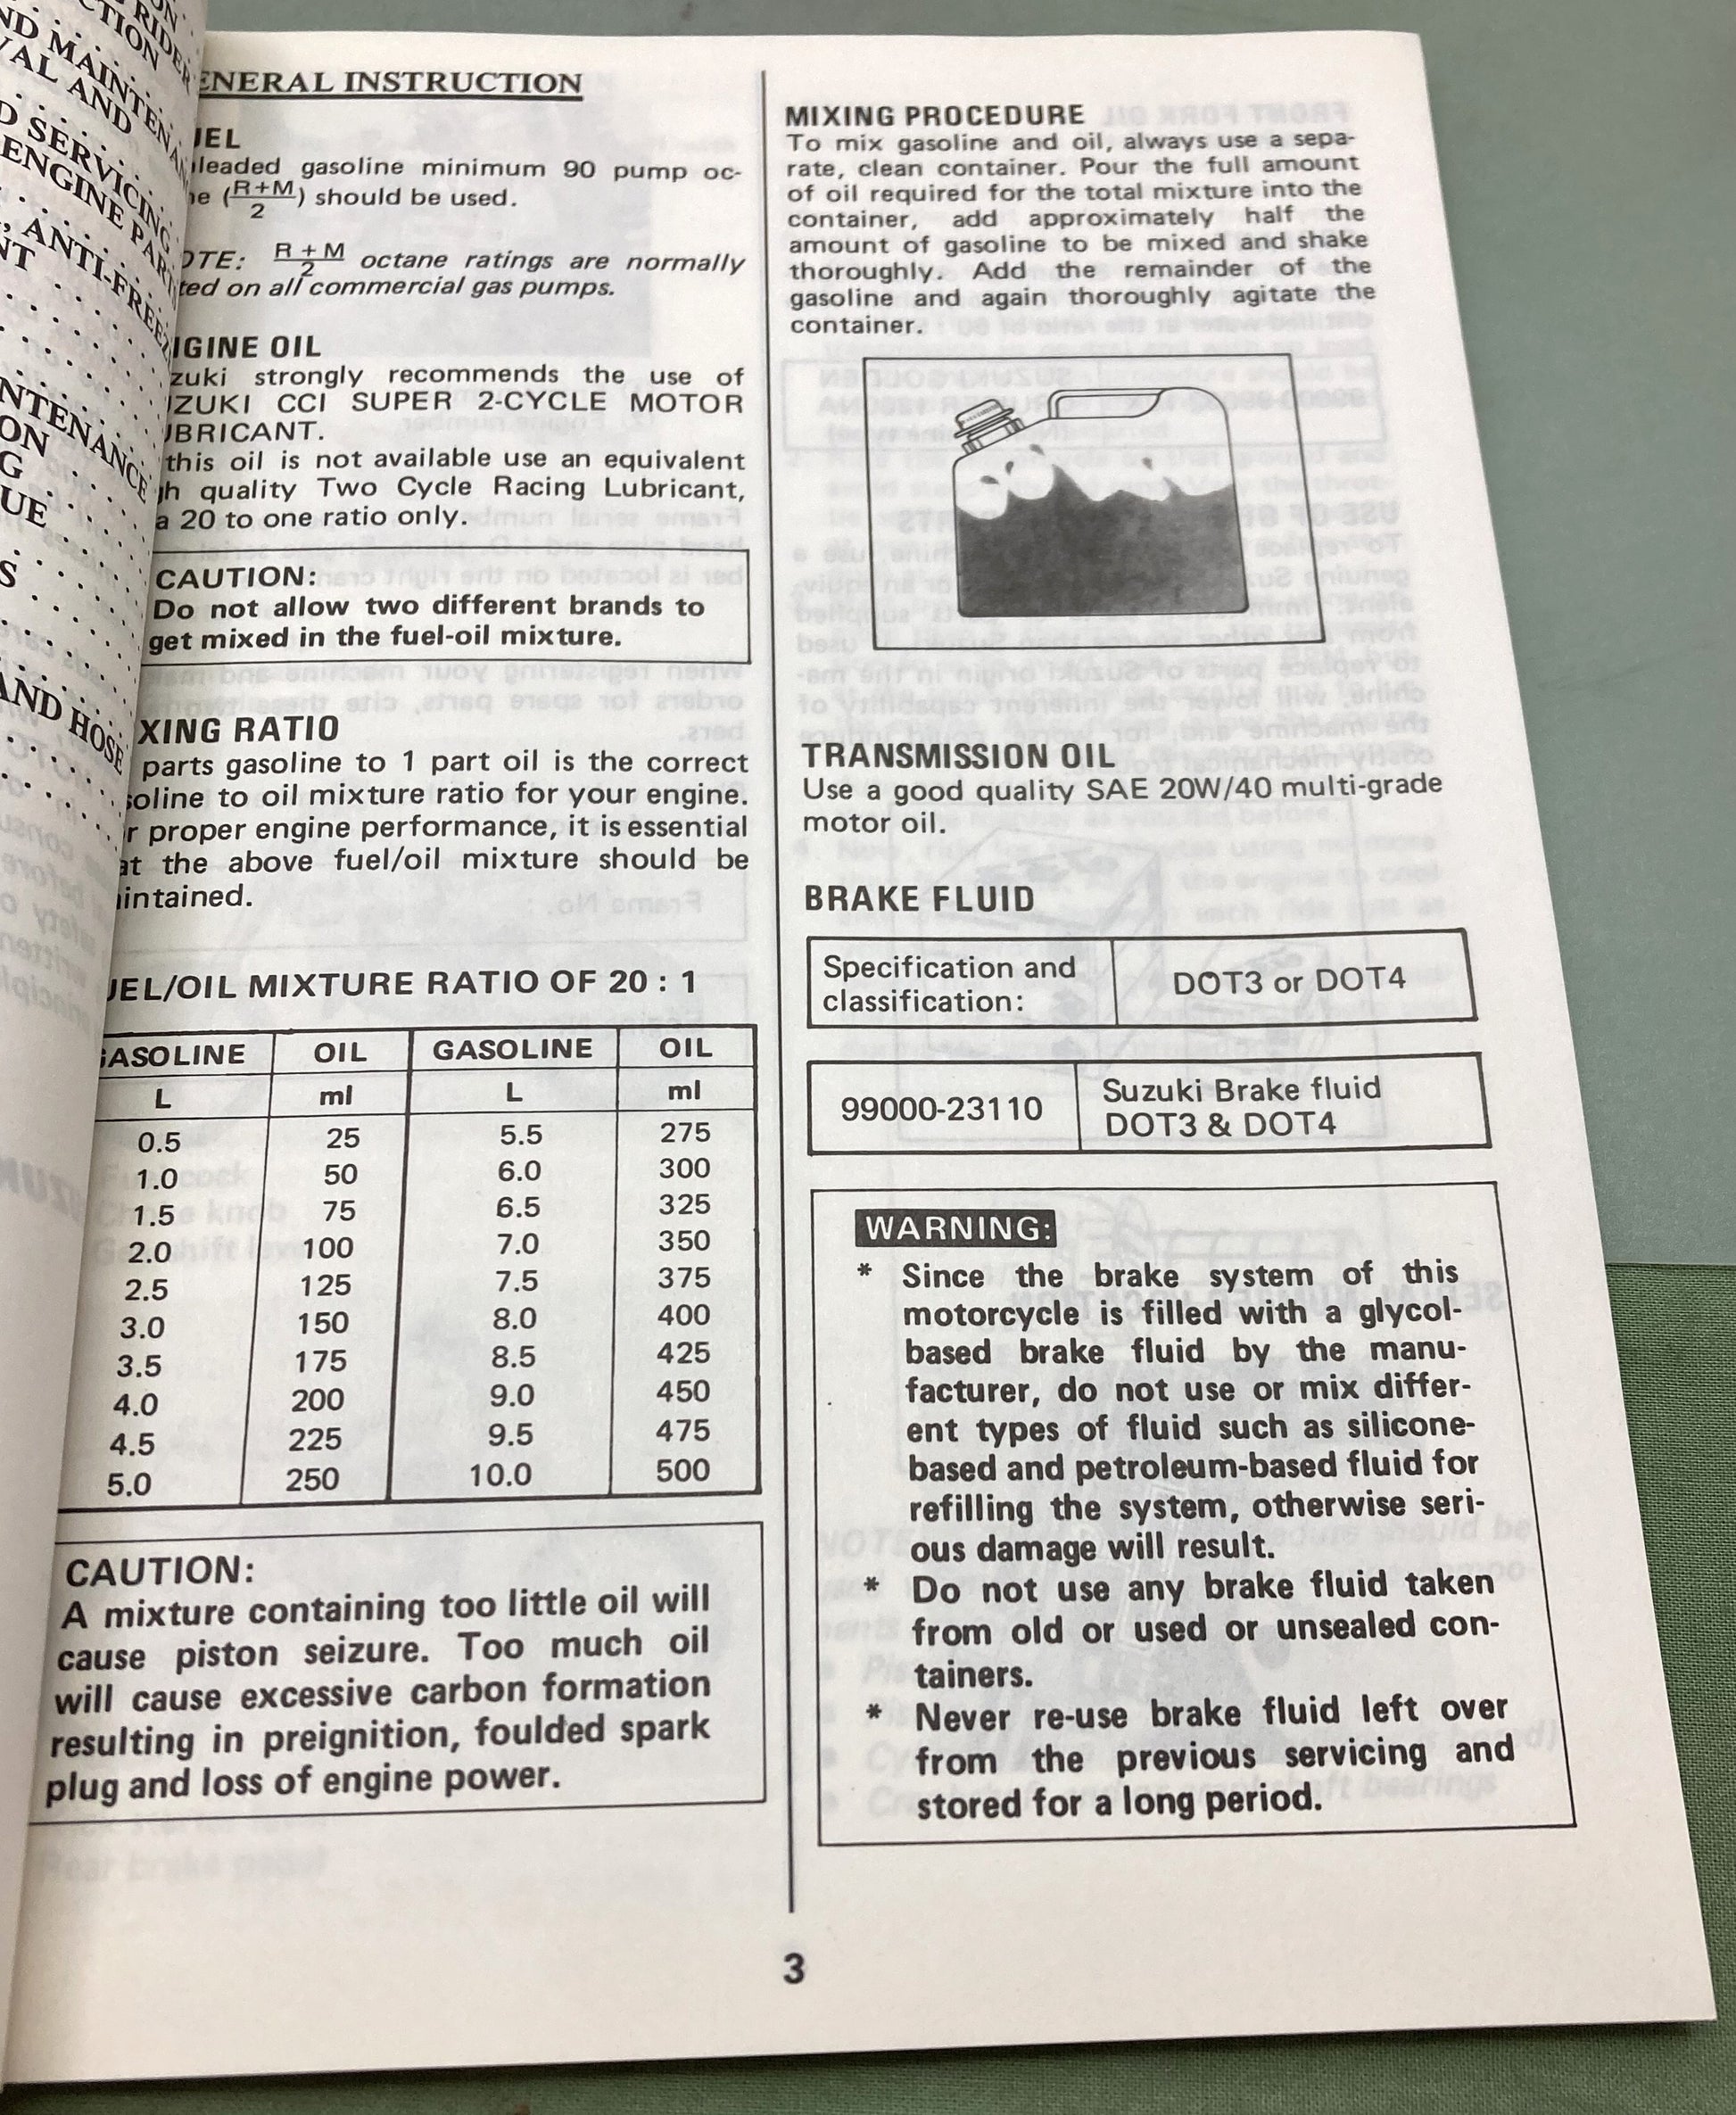 RIDER
CTION
ND MAINTENAN
VAL AND
D SERVICING
ENGINE PART
, ANTI-FREEZ
NT
NTENANCE
ON
G
UE
S
AND HOSE
ENERAL INSTRUCTION
UEL
leaded gasoline minimum 90 pump oc-
ne (R+M/2) should be used.
OTE: R + M/2 octane ratings are normally
ted on all commercial gas pumps.
IGINE OIL
zuki strongly recommends the use of
UZUKI CCI SUPER 2-CYCLE MOTOR
UBRICANT.
this oil is not available use an equivalent
gh quality Two Cycle Racing Lubricant,
a 20 to one ratio only.
CAUTION:
Do not allow two different brands to
get mixed in the fuel-oil mixture.
XING RATIO
parts gasoline to 1 part oil is the correct
soline to oil mixture ratio for your engine.
r proper engine performance, it is essential
at the above fuel/oil mixture should be
intained.
UEL/OIL MIXTURE RATIO OF 20 : 1
GASOLINE OIL GASOLINE OIL
L ml L ml
0.5 25 5.5 275
1.0 50 6.0 300
1.5 75 6.5 325
2.0 100 7.0 350
2.5 125 7.5 375
3.0 150 8.0 400
3.5 175 8.5 425
4.0 200 9.0 450
4.5 225 9.5 475
5.0 250 10.0 500
CAUTION:
A mixture containing too little oil will
cause piston seizure. Too much oil
will cause excessive carbon formation
resulting in preignition, foulded spark
plug and loss of engine power.
MIXING PROCEDURE
To mix gasoline and oil, always use a sepa-
rate, clean container. Pour the full amount
of oil required for the total mixture into the
container, add approximately half the
amount of gasoline to be mixed and shake
thoroughly. Add the remainder of the
gasoline and again thoroughly agitate the
container.
TRANSMISSION OIL
Use a good quality SAE 20W/40 multi-grade
motor oil.
BRAKE FLUID
Specification and
classification:
DOT3 or DOT4
99000-23110
Suzuki Brake fluid
DOT3 & DOT4
WARNING:
* Since the brake system of this
motorcycle is filled with a glycol-
based brake fluid by the manu-
facturer, do not use or mix differ-
ent types of fluid such as silicone-
based and petroleum-based fluid for
refilling the system, otherwise seri-
ous damage will result.
* Do not use any brake fluid taken
from old or used or unsealed con-
tainers.
* Never re-use brake fluid left over
from the previous servicing and
stored for a long period.
3